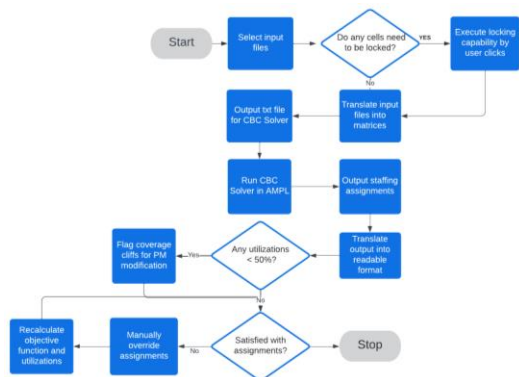 Start
Select input
files
Do any cells need
to be locked?
YES
Execute locking
capability by
user clicks
No
Output txt file
for CBC Solver
Translate input
files into
matrices
Run CBC
Solver in AMPL
Output staffing
assignments
Flag coverage
cliffs for PM
modification
Yes
Any utilizations
< 50%?
Translate
output into
readable
format
No
Recalculate
objective
function and
utilizations
Manually
override
assignments
No
Satisfied with
assignments?
Stop